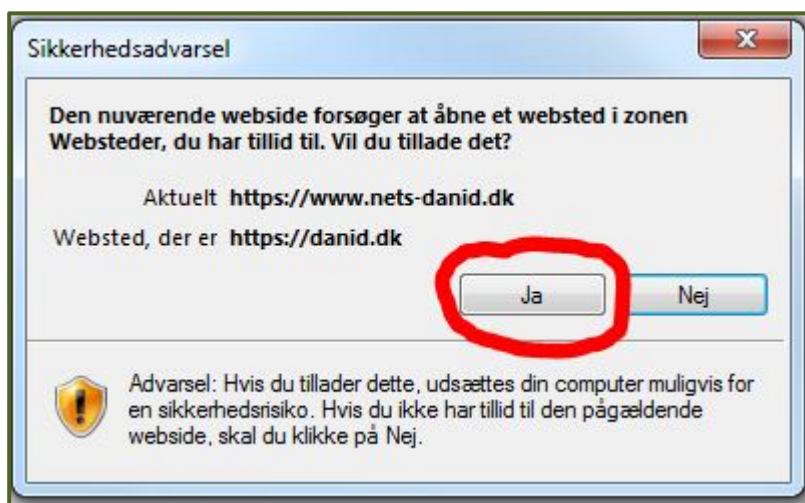 Sikkerhedsadvarsel
Den nuværende webside forsøger at åbne et websted i zonen
Websteder, du har tillid til. Vil du tillade det?
Aktuelt https://www.nets-danid.dk
Websted, der er https://danid.dk
Ja Nej
Advarsel: Hvis du tillader dette, udsættes din computer muligvis for
en sikkerhedsrisiko. Hvis du ikke har tillid til den pågældende
webside, skal du klikke på Nej.